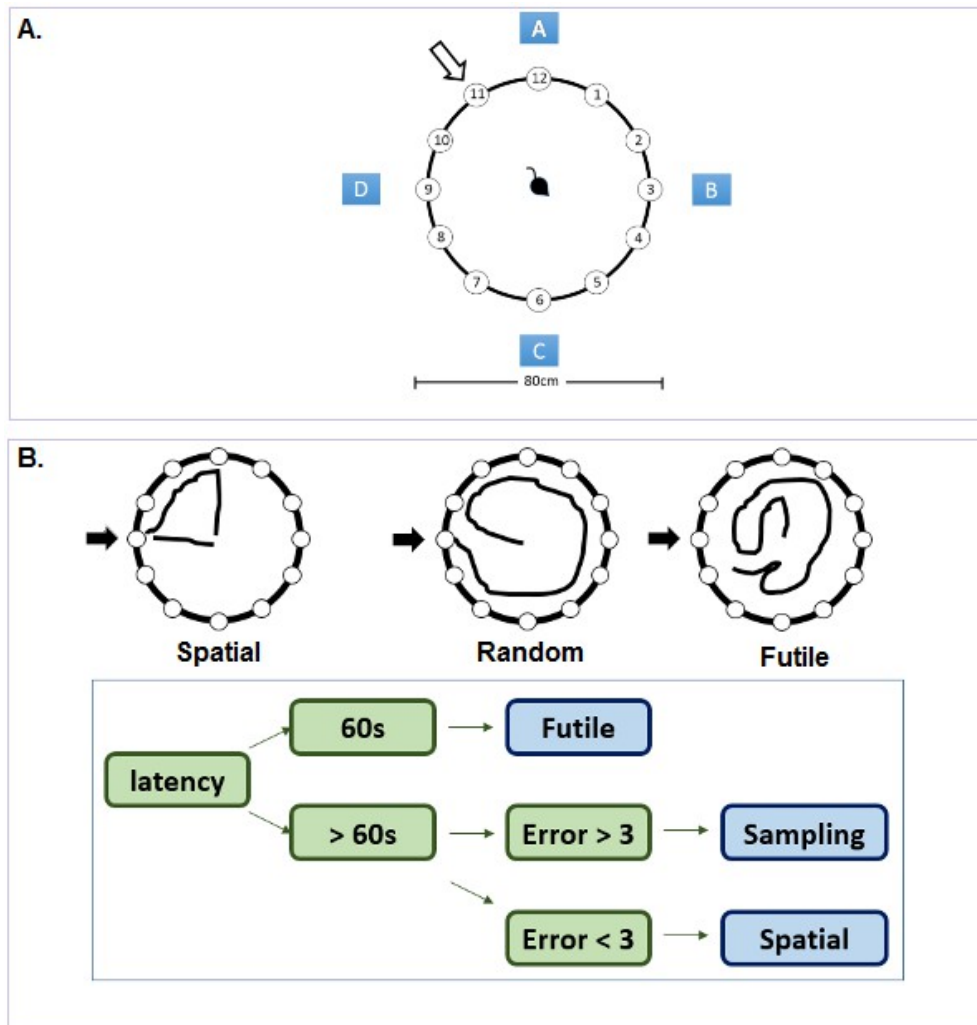 A.
A
12
11
1
10
2
D
9
3
B
8
4
7
5
6
C
80cm
B.
Spatial
Random
Futile
60s
Futile
latency
> 60s
Error > 3
Sampling
Error < 3
Spatial